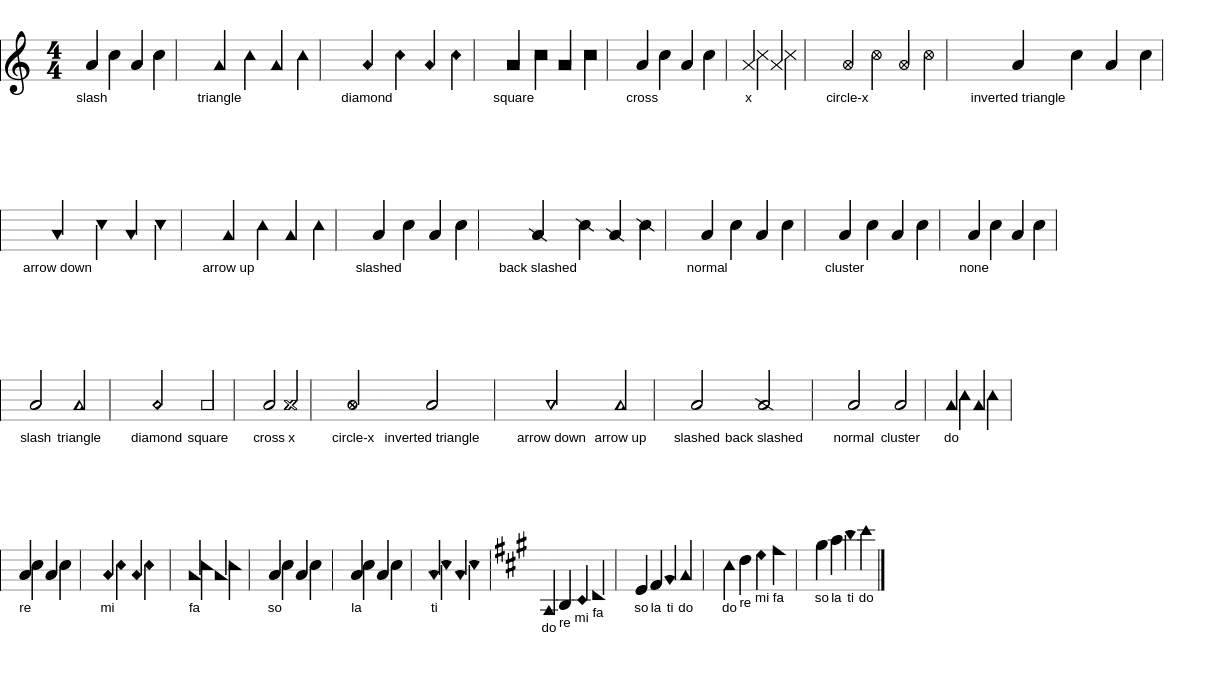 4
4
slash triangle diamond square cross x circle-x inverted triangle
arrow down arrow up slashed back slashed normal cluster none
slash triangle diamond square cross x circle-x inverted triangle arrow down arrow up slashed back slashed normal cluster do
re mi fa so la ti do re mi fa so la ti do do re mi fa so la ti do